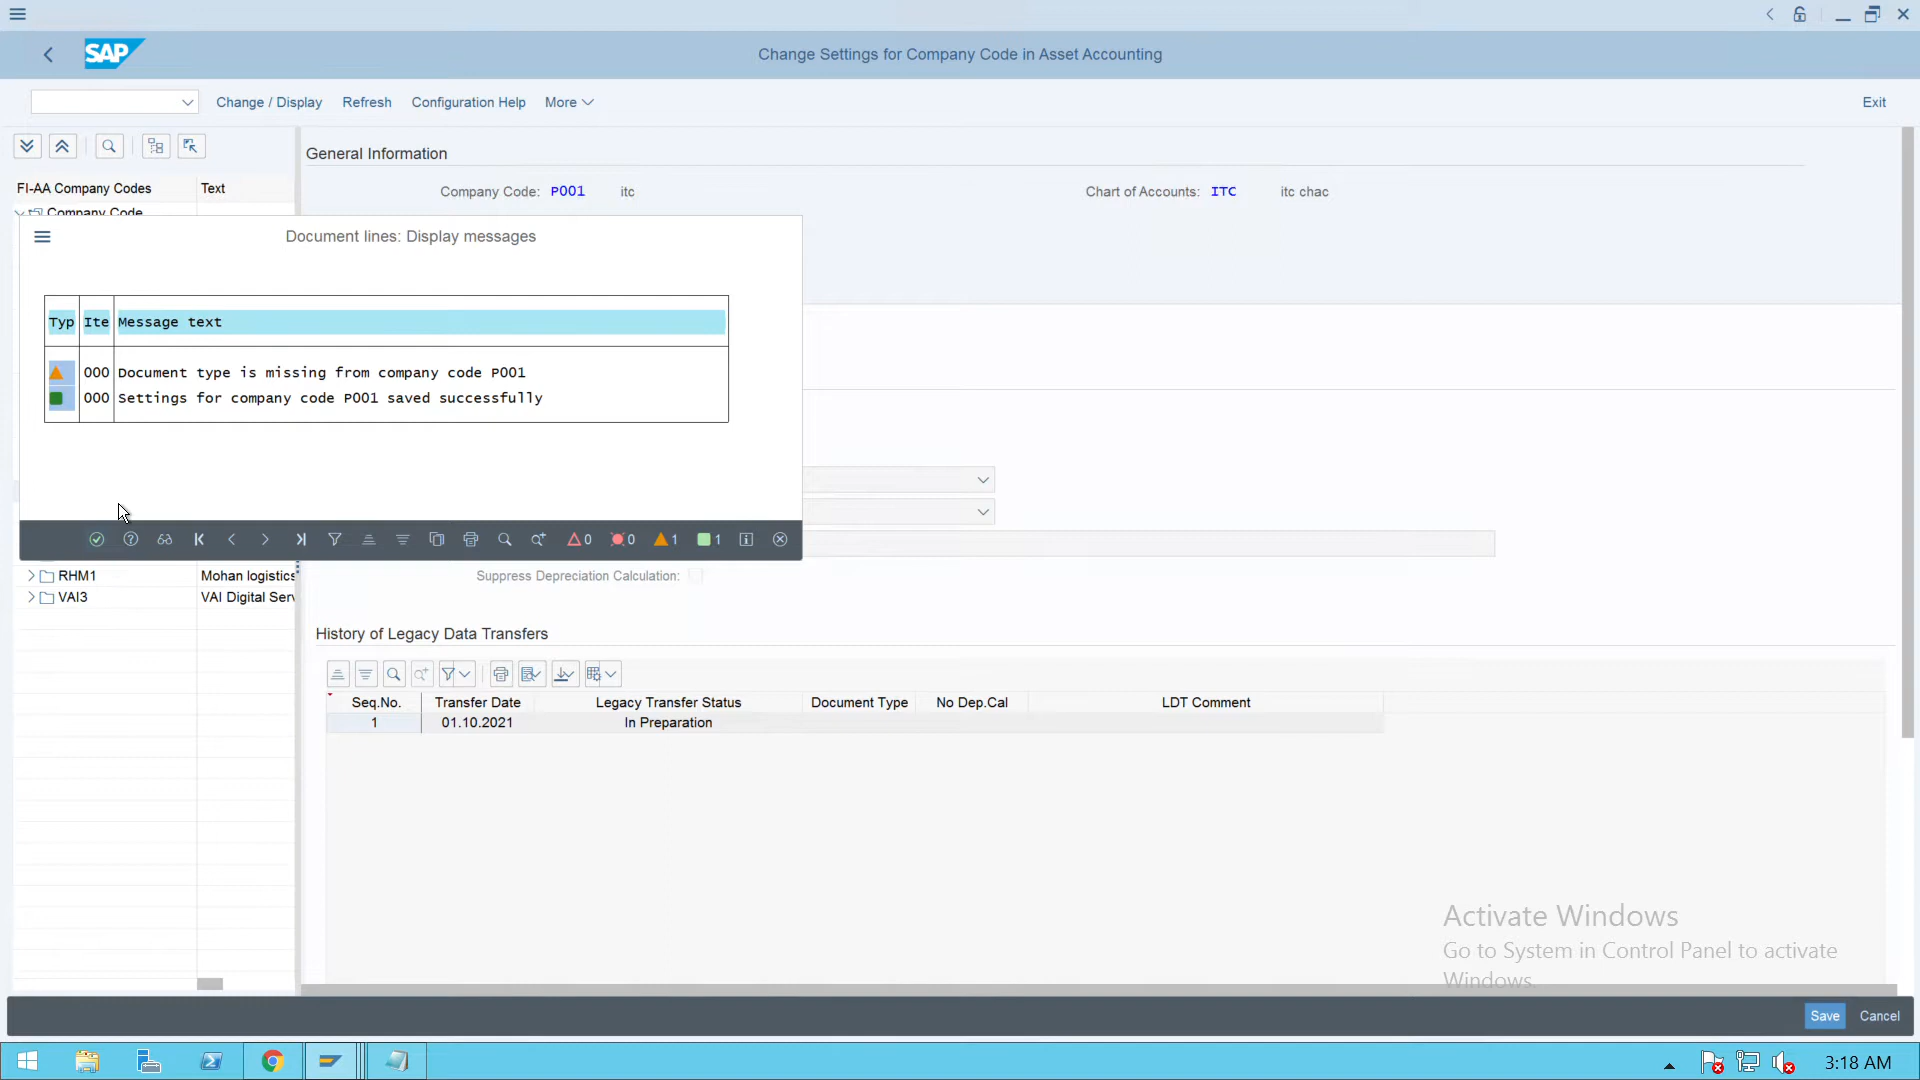 SAP
Change Settings for Company Code in Asset Accounting
Change / Display Refresh Configuration Help More Exit
General Information
FI-AA Company Codes Text
Company Code: P001 itc Chart of Accounts: ITC itc chac
Company Code
Document lines: Display messages
Typ Ite Message text
000 Document type is missing from company code P001
000 Settings for company code P001 saved successfully
0 0 1 1
RHM1 Mohan logistics
Suppress Depreciation Calculation:
VAI3 VAI Digital Serv
History of Legacy Data Transfers
Seq.No. Transfer Date Legacy Transfer Status Document Type No Dep.Cal LDT Comment
1 01.10.2021 In Preparation
Activate Windows
Go to System in Control Panel to activate
Windows.
Save Cancel
3:18 AM